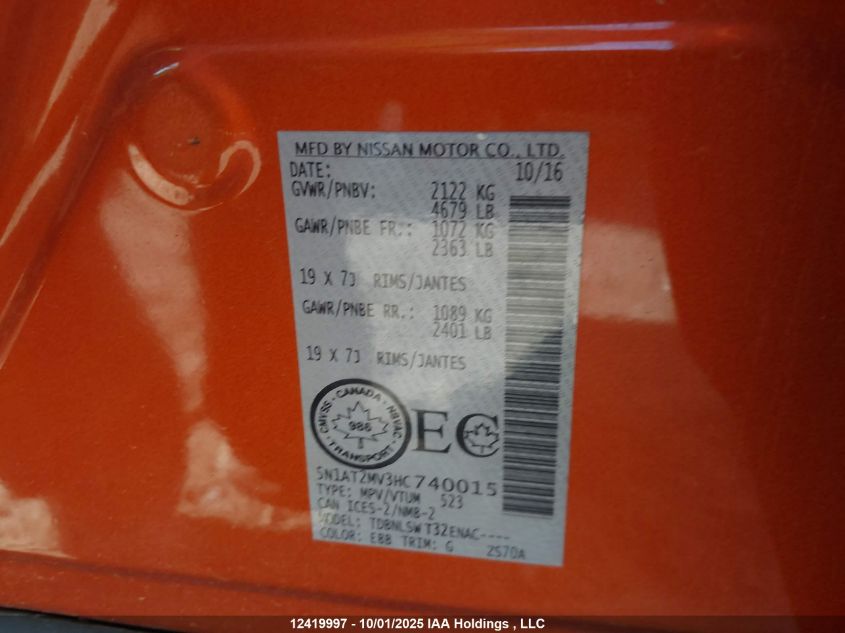 MFD BY NISSAN MOTOR CO., LTD.
DATE: 10/16
GVWR/PNBV: 2122 KG
4679 LB
GAWR/PNBE FR.: 1072 KG
2363 LB
19 X 7J RIMS/JANTES
GAWR/PNBE RR.: 1089 KG
2401 LB
19 X 7J RIMS/JANTES
CANADA
CMVSS NSVAC
986
TRANSPORT
EC
5N1AT2MV3HC740015
TYPE: MPV/VTUM 523
CAN ICES-2/NMB-2
MODEL: TDBNLSWT32ENAC----
COLOR: EBB TRIM: G 2S70A
12419997 - 10/01/2025 IAA Holdings , LLC